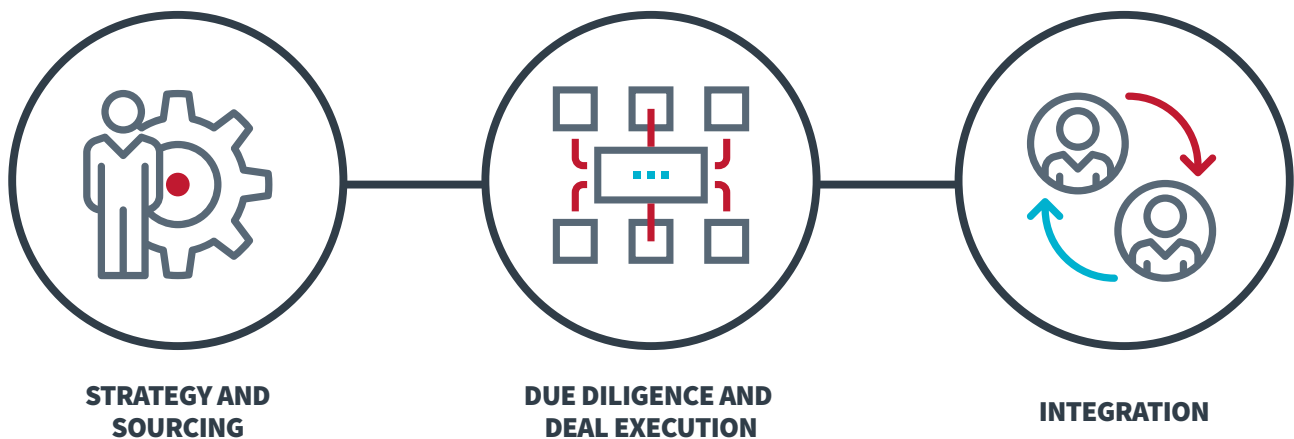 STRATEGY AND
SOURCING
DUE DILIGENCE AND
DEAL EXECUTION
INTEGRATION